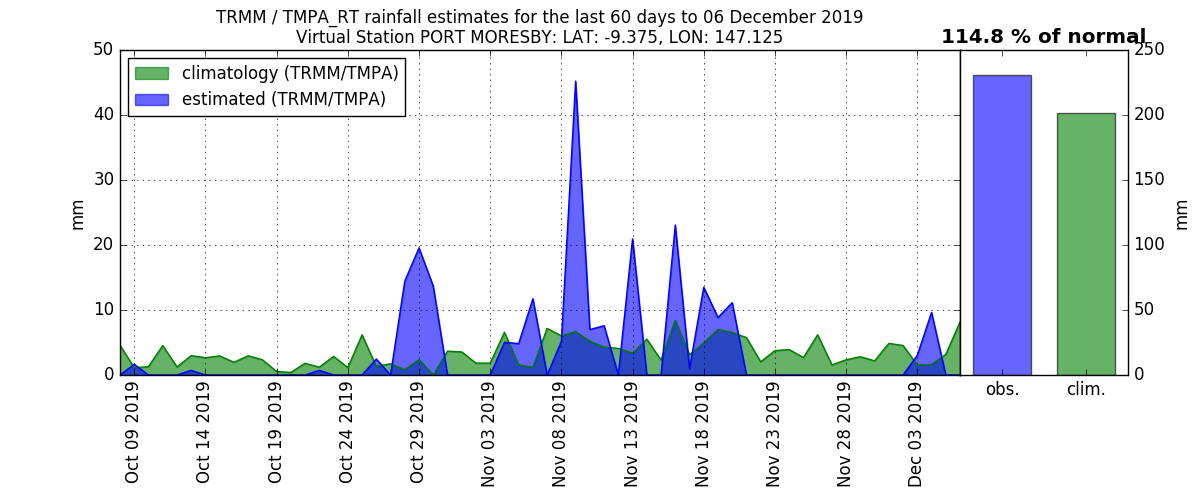 TRMM / TMPA_RT rainfall estimates for the last 60 days to 06 December 2019
Virtual Station PORT MORESBY: LAT: -9.375, LON: 147.125
114.8 % of normal
climatology (TRMM/TMPA)
estimated (TRMM/TMPA)
50
40
30
20
10
0
mm
Oct 09 2019
Oct 14 2019
Oct 19 2019
Oct 24 2019
Oct 29 2019
Nov 03 2019
Nov 08 2019
Nov 13 2019
Nov 18 2019
Nov 23 2019
Nov 28 2019
Dec 03 2019
obs.
clim.
250
200
150
100
50
0
mm